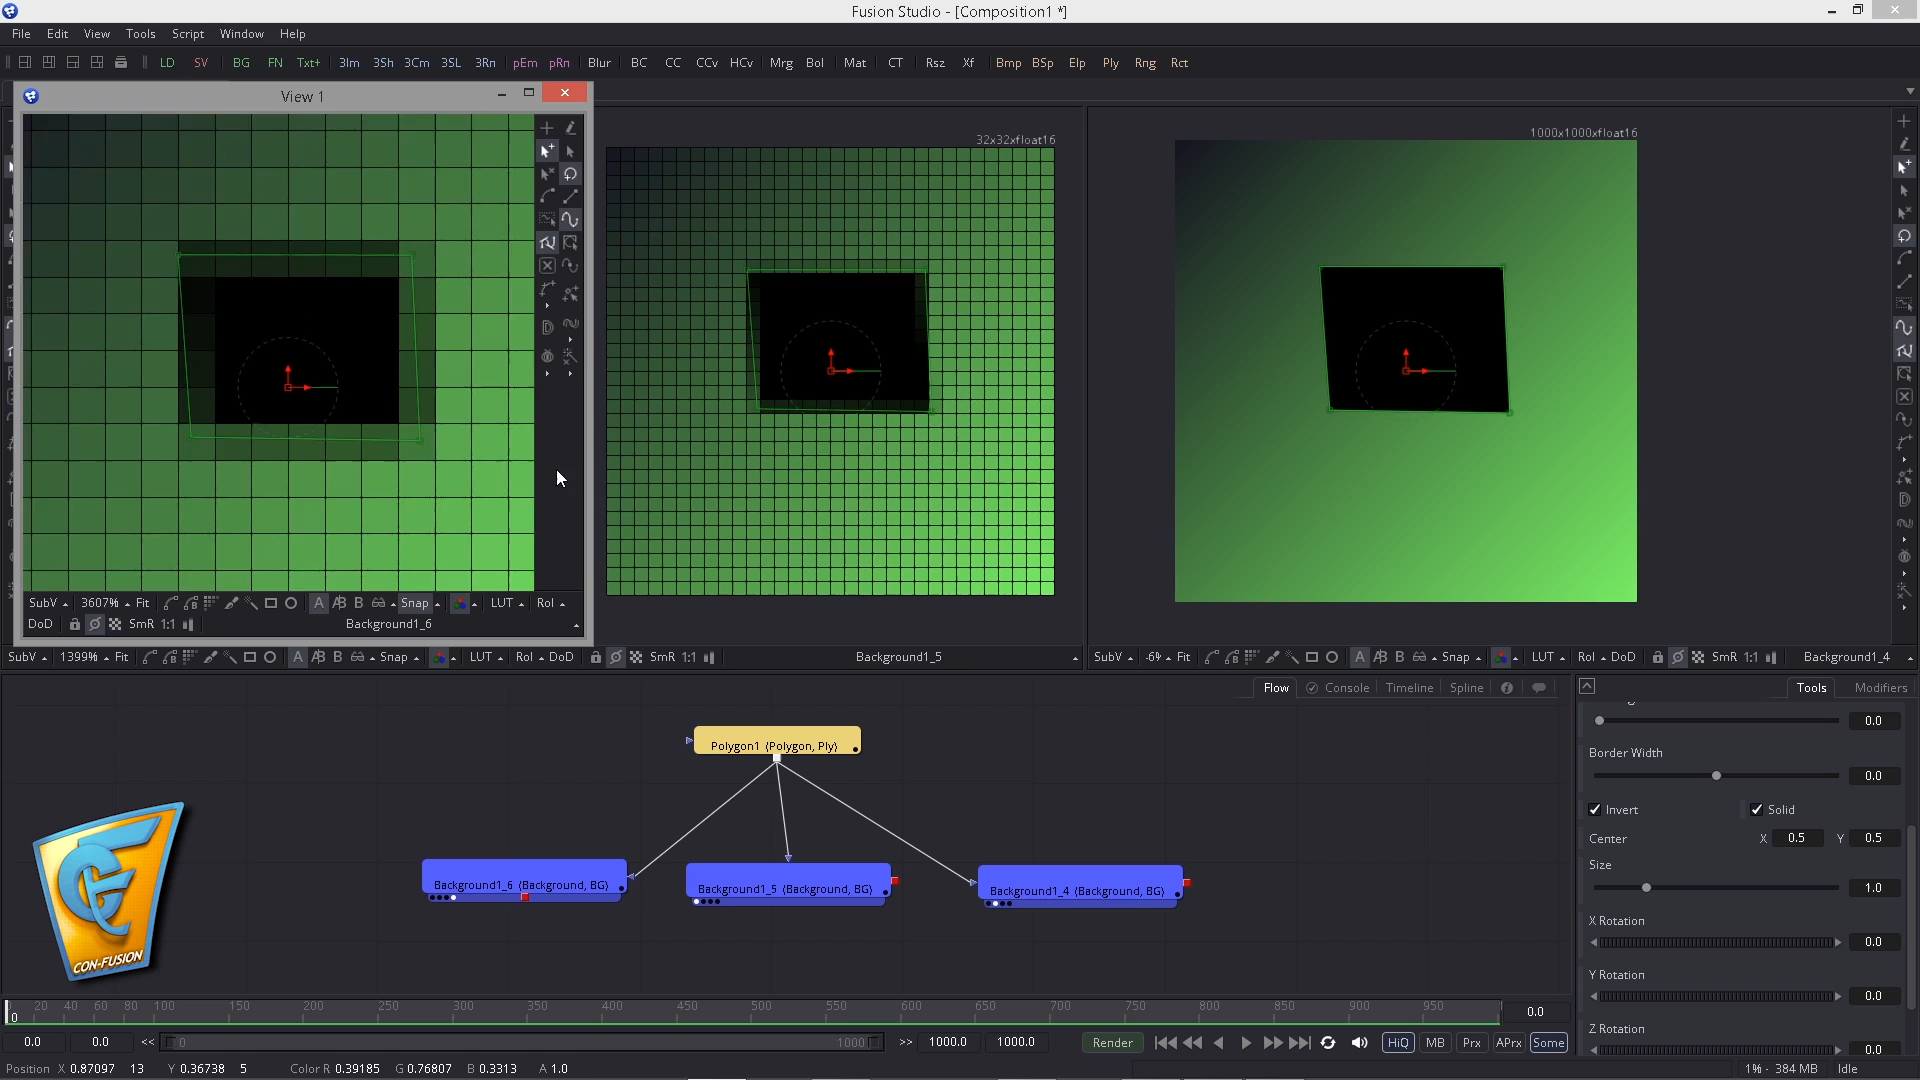 Fusion Studio - [Composition1 *]
File Edit View Tools Script Window Help
LD SV BG FN Txt+ 3Im 3Sh 3Cm 3SL 3Rn pEm pRn Blur BC CC CCv HCv Mrg Bol Mat CT Rsz Xf Bmp BSp Elp Ply Rng Rct
View 1
32x32xfloat16
1000x1000xfloat16
SubV 3607% Fit A A|B B Snap LUT RoI
DoD SmR 1:1 Background1_6
SubV 1399% Fit A A|B B Snap LUT RoI DoD SmR 1:1 Background1_5
SubV Fit A A|B B Snap LUT RoI DoD SmR 1:1 Background1_4
Flow Console Timeline Spline
Tools Modifiers
0.0
Border Width
0.0
Invert Solid
Center X 0.5 Y 0.5
Size
1.0
X Rotation
0.0
Y Rotation
0.0
Z Rotation
0.0
Polygon1 (Polygon, Ply)
Background1_6 (Background, BG)
Background1_5 (Background, BG)
Background1_4 (Background, BG)
CON-FUSION
20 40 60 80 100 150 200 250 300 350 400 450 500 550 600 650 700 750 800 850 900 950
0 0.0
0.0 0.0 << 0 1000 >> 1000.0 1000.0 Render HiQ MB Prx APrx Some
Position X 0.87097 13 Y 0.36738 5 Color R 0.39185 G 0.76807 B 0.3313 A 1.0
1% - 384 MB Idle